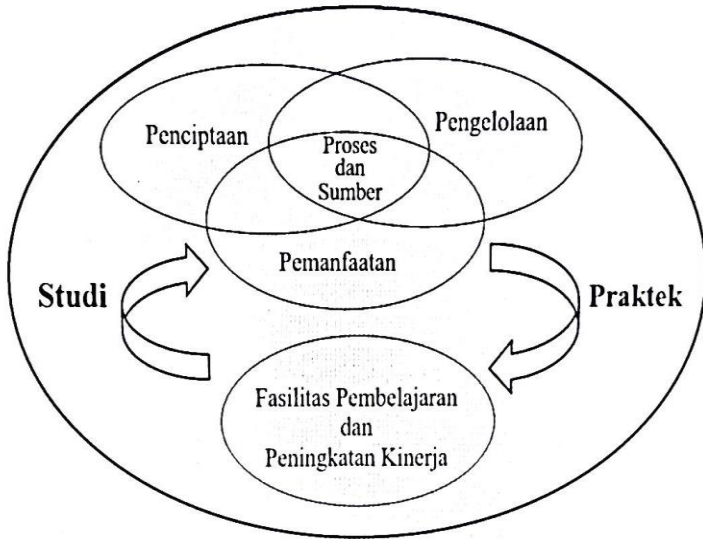 Penciptaan
Pengelolaan
Proses
dan
Sumber
Pemanfaatan
Studi
Praktek
Fasilitas Pembelajaran
dan
Peningkatan Kinerja